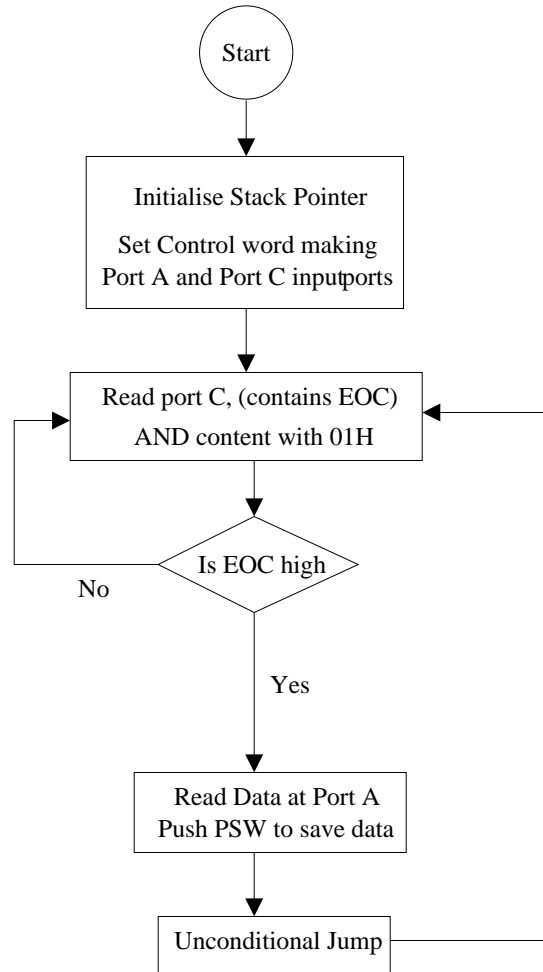 Start
Initialise Stack Pointer
Set Control word making
Port A and Port C inputports
Read port C, (contains EOC)
AND content with 01H
Is EOC high
No
Yes
Read Data at Port A
Push PSW to save data
Unconditional Jump